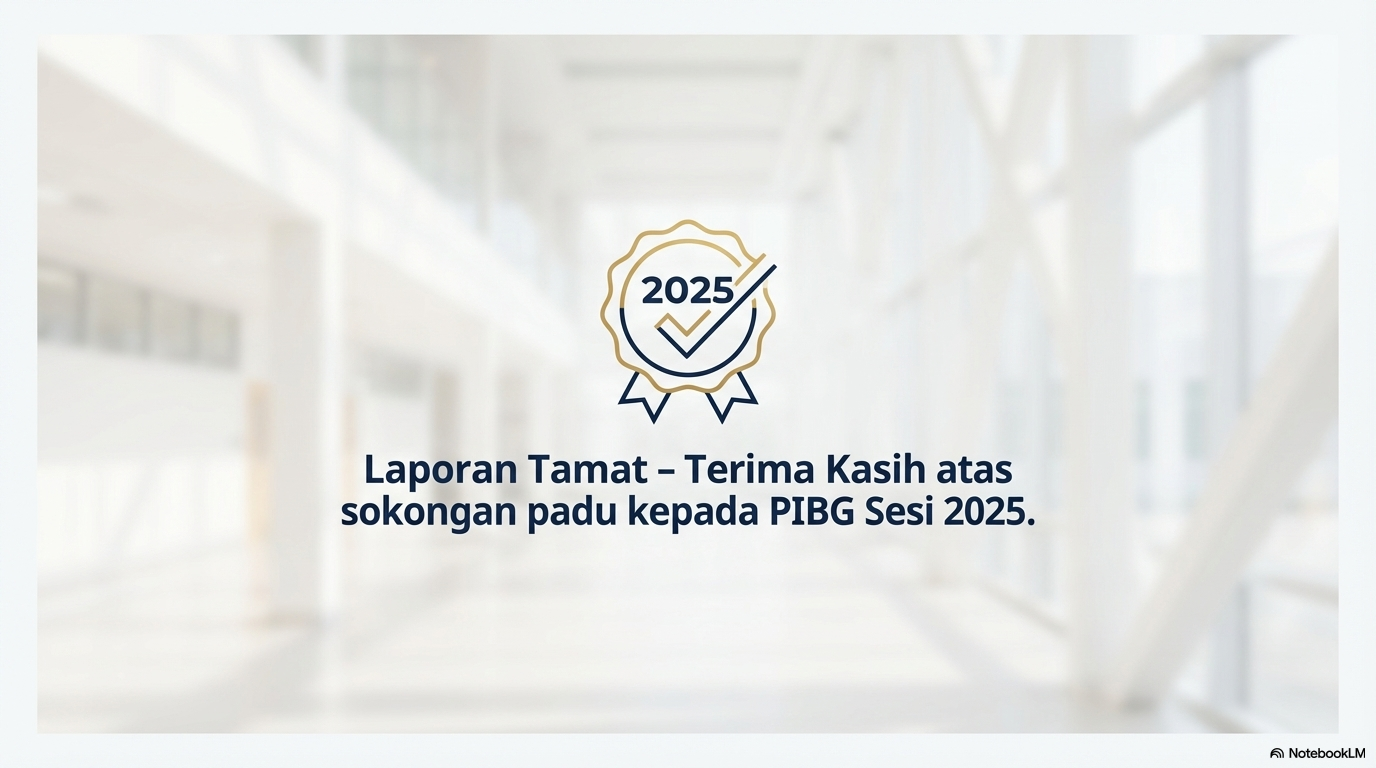 2025
Laporan Tamat – Terima Kasih atas
sokongan padu kepada PIBG Sesi 2025.
NotebookLM